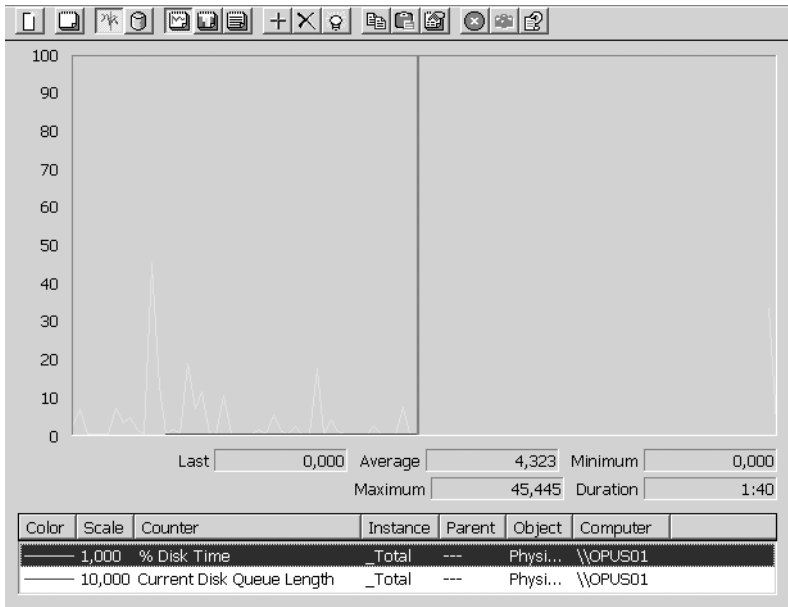 100
90
80
70
60
50
40
30
20
10
0
Last 0,000 Average 4,323 Minimum 0,000
Maximum 45,445 Duration 1:40
Color Scale Counter Instance Parent Object Computer
1,000 % Disk Time _Total --- Physi... \\OPUS01
10,000 Current Disk Queue Length _Total --- Physi... \\OPUS01